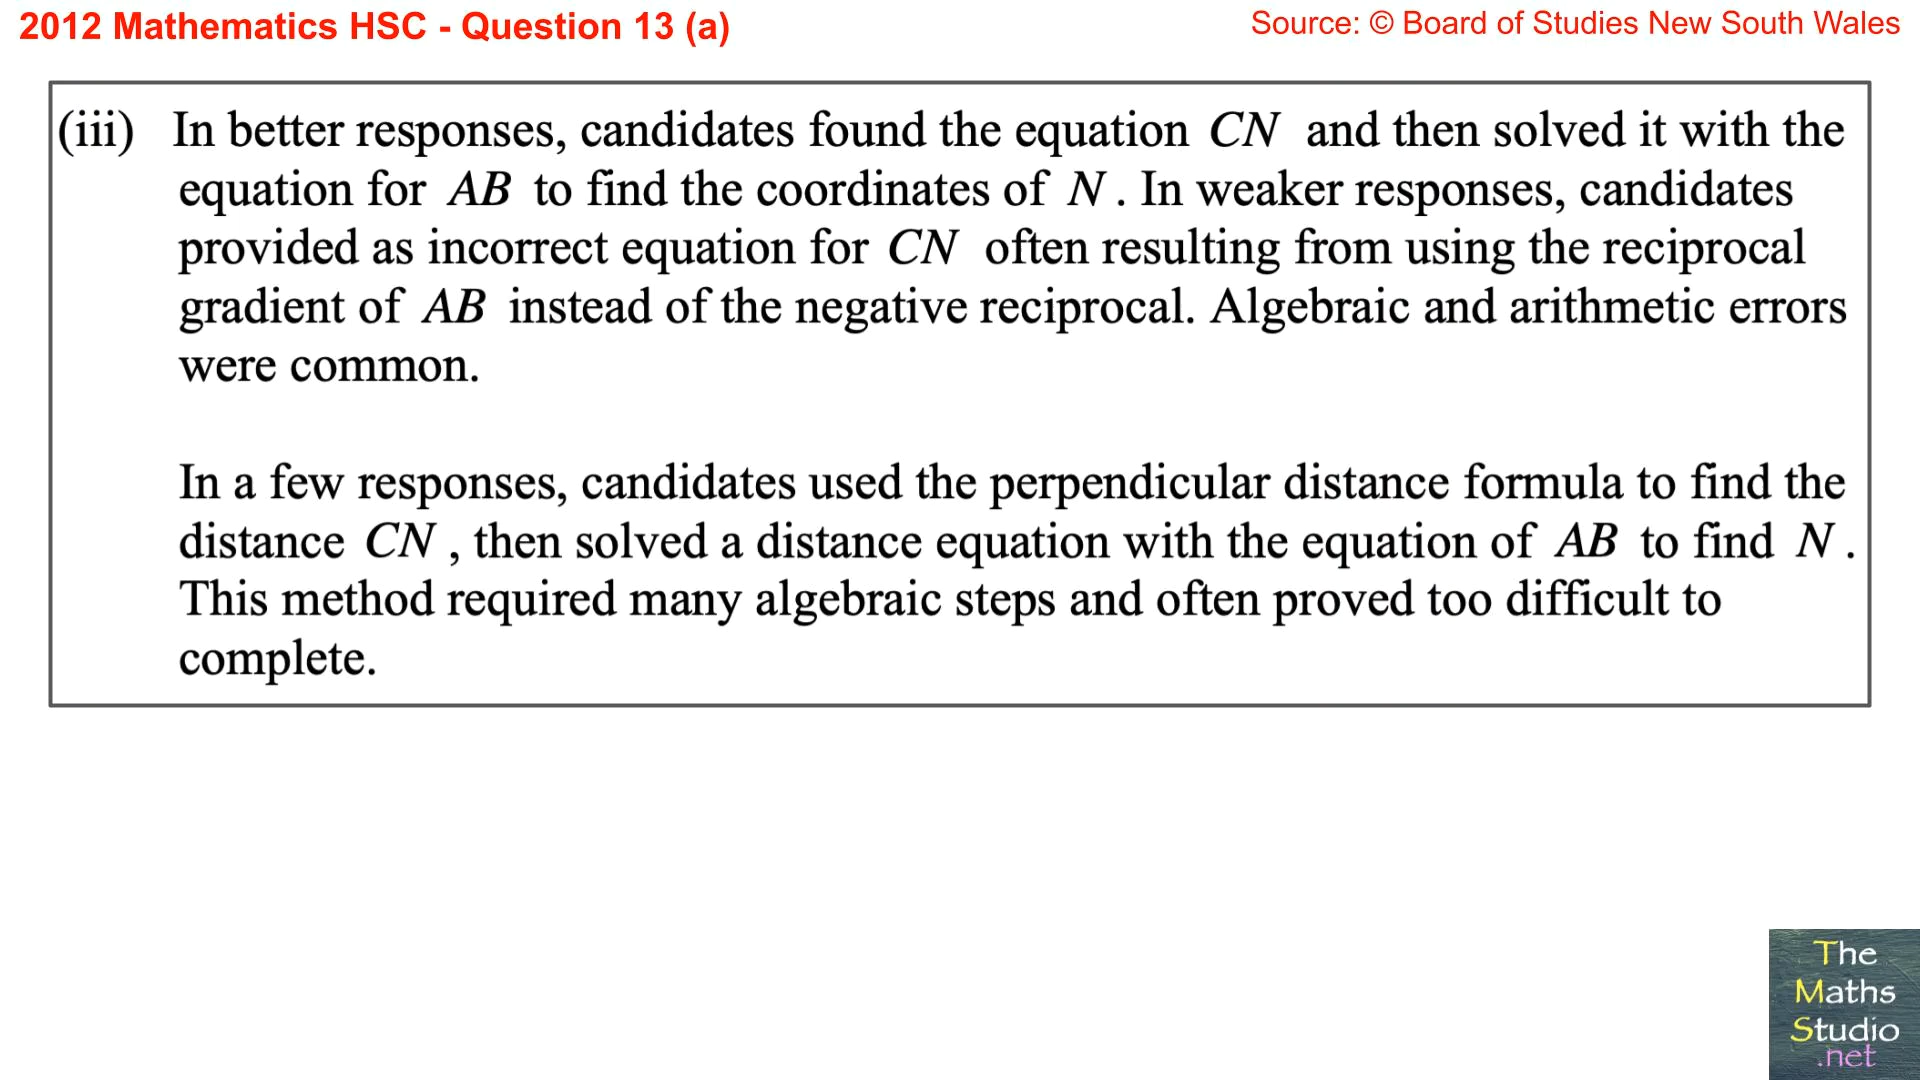 2012 Mathematics HSC - Question 13 (a)
Source: © Board of Studies New South Wales
(iii) In better responses, candidates found the equation CN and then solved it with the
equation for AB to find the coordinates of N. In weaker responses, candidates
provided as incorrect equation for CN often resulting from using the reciprocal
gradient of AB instead of the negative reciprocal. Algebraic and arithmetic errors
were common.
In a few responses, candidates used the perpendicular distance formula to find the
distance CN, then solved a distance equation with the equation of AB to find N.
This method required many algebraic steps and often proved too difficult to
complete.
The
Maths
Studio
.net